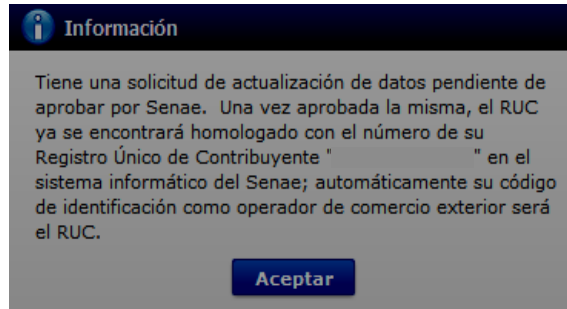 Información
Tiene una solicitud de actualización de datos pendiente de
aprobar por Senae. Una vez aprobada la misma, el RUC
ya se encontrará homologado con el número de su
Registro Único de Contribuyente " " en el
sistema informático del Senae; automáticamente su código
de identificación como operador de comercio exterior será
el RUC.
Aceptar